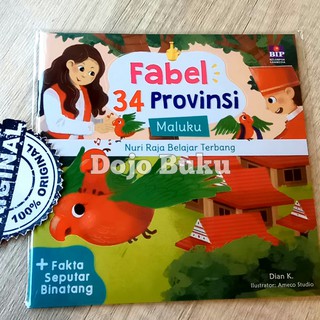 BIP
Fabel
34 Provinsi
Maluku
Nuri Raja Belajar Terbang
Dojo Buku
ORIGINAL
100% ORIGINAL
+ Fakta
Seputar
Binatang
Dian K.
Ilustrator: Ameco Studio